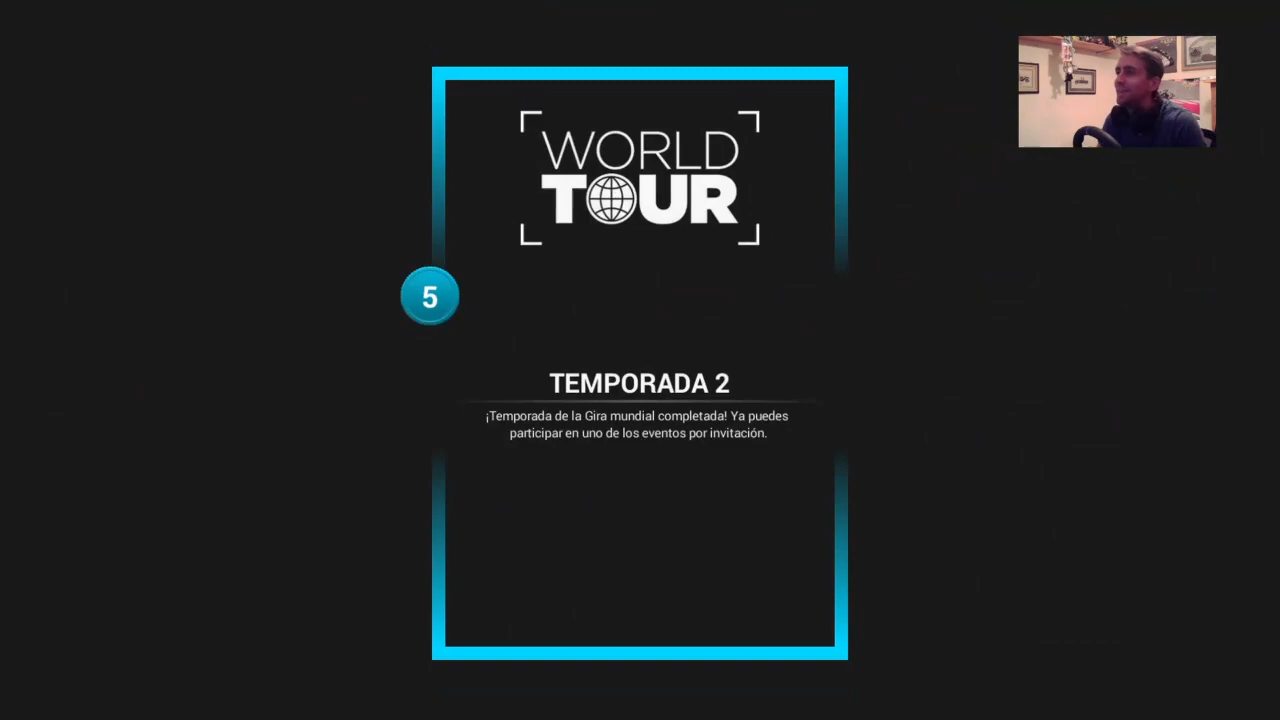 WORLD
TOUR
5
TEMPORADA 2
¡Temporada de la Gira mundial completada! Ya puedes
participar en uno de los eventos por invitación.